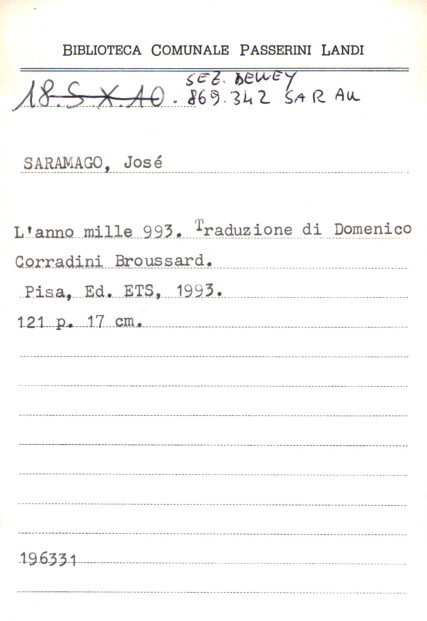 BIBLIOTECA COMUNALE PASSERINI LANDI
SEZ. DEWEY
18.S.X.10. 869.342 SAR AU
SARAMAGO, José
L'anno mille 993. Traduzione di Domenico
Corradini Broussard.
Pisa, Ed. ETS, 1993.
121 p. 17 cm.
196331